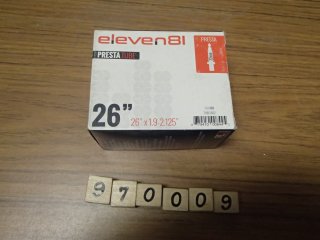 eleven81
PRESTA TUBE
PRESTA
26"
26" x 1.9-2.125"
970009